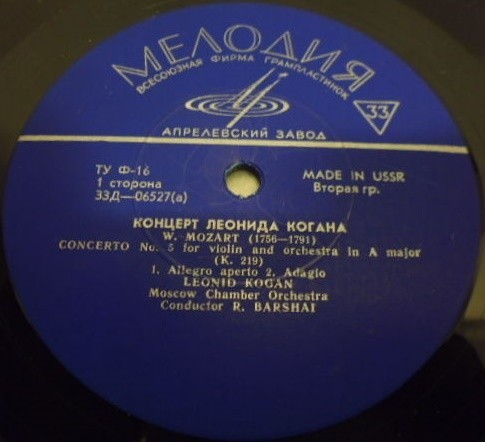 МЕЛОДИЯ
ВСЕСОЮЗНАЯ ФИРМА ГРАМПЛАСТИНОК
33
АПРЕЛЕВСКИЙ ЗАВОД
ТУ Ф-16
1 сторона
33Д—06527(а)
MADE IN USSR
Вторая гр.
КОНЦЕРТ ЛЕОНИДА КОГАНА
W. MOZART (1756—1791)
CONCERTO No. 5 for violin and orchestra in A major
(K. 219)
1. Allegro aperto 2. Adagio
LEONID KOGAN
Moscow Chamber Orchestra
Conductor R. BARSHAI